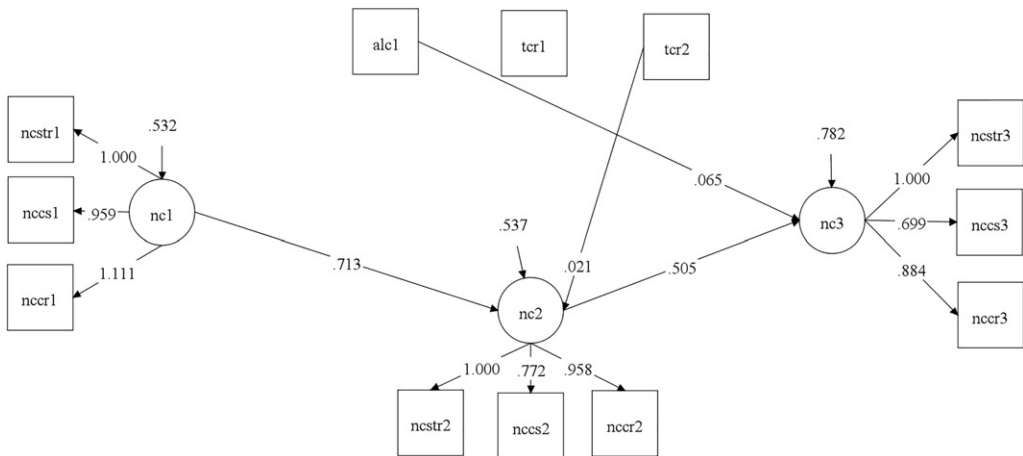 alc1
tcr1
tcr2
ncstr1
.532
1.000
nccs1
.959
nc1
nccr1
1.111
.713
.065
.782
ncstr3
1.000
nc3
.699
nccs3
.884
nccr3
.537
.021
.505
nc2
1.000
.772
.958
ncstr2
nccs2
nccr2